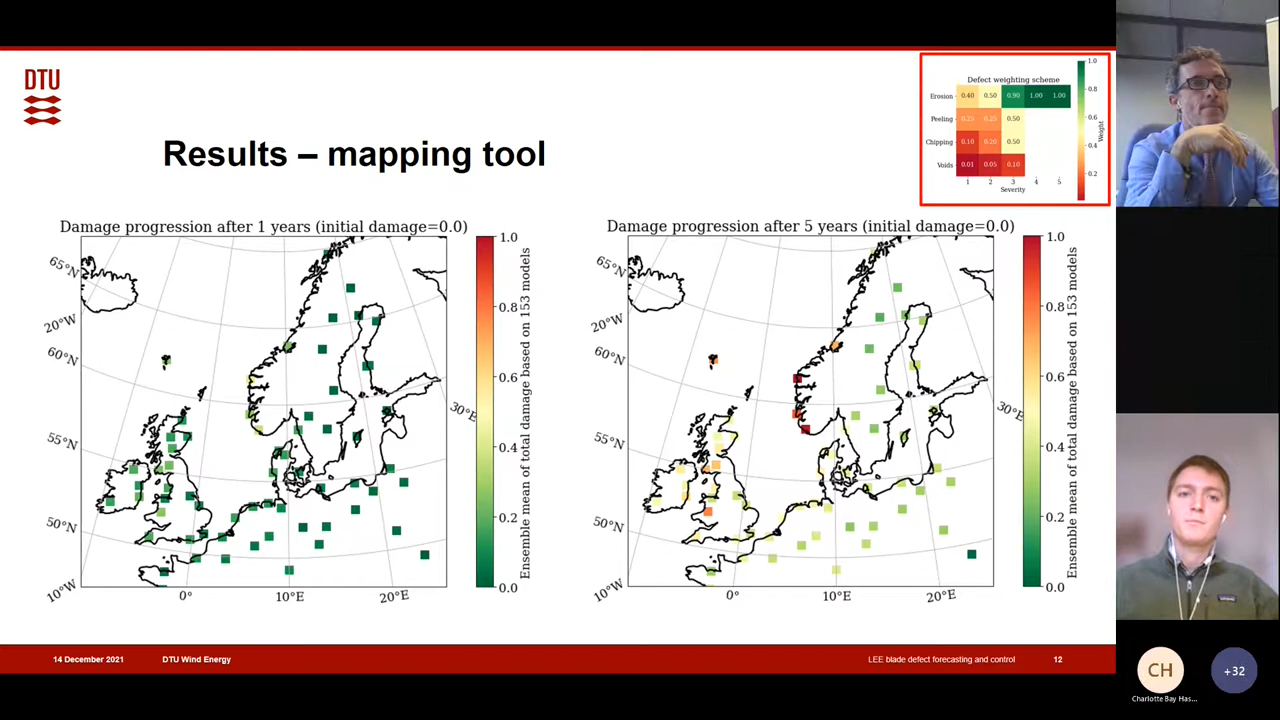 DTU
Results – mapping tool
Defect weighting scheme
Erosion 0.40 0.50 0.90 1.00 1.00
Peeling 0.25 0.25 0.50
Chipping 0.10 0.20 0.50
Voids 0.01 0.05 0.10
1 2 3 4 5
Severity
1.0
0.8
0.6
0.4
0.2
Weight
Damage progression after 1 years (initial damage=0.0)
65°N
20°W
60°N
55°N
50°N
10°W
0°
10°E
20°E
30°E
1.0
0.8
0.6
0.4
0.2
0.0
Ensemble mean of total damage based on 153 models
Damage progression after 5 years (initial damage=0.0)
65°N
20°W
60°N
55°N
50°N
10°W
0°
10°E
20°E
30°E
1.0
0.8
0.6
0.4
0.2
0.0
Ensemble mean of total damage based on 153 models
14 December 2021 DTU Wind Energy LEE blade defect forecasting and control 12
CH
+32
Charlotte Bay Has...